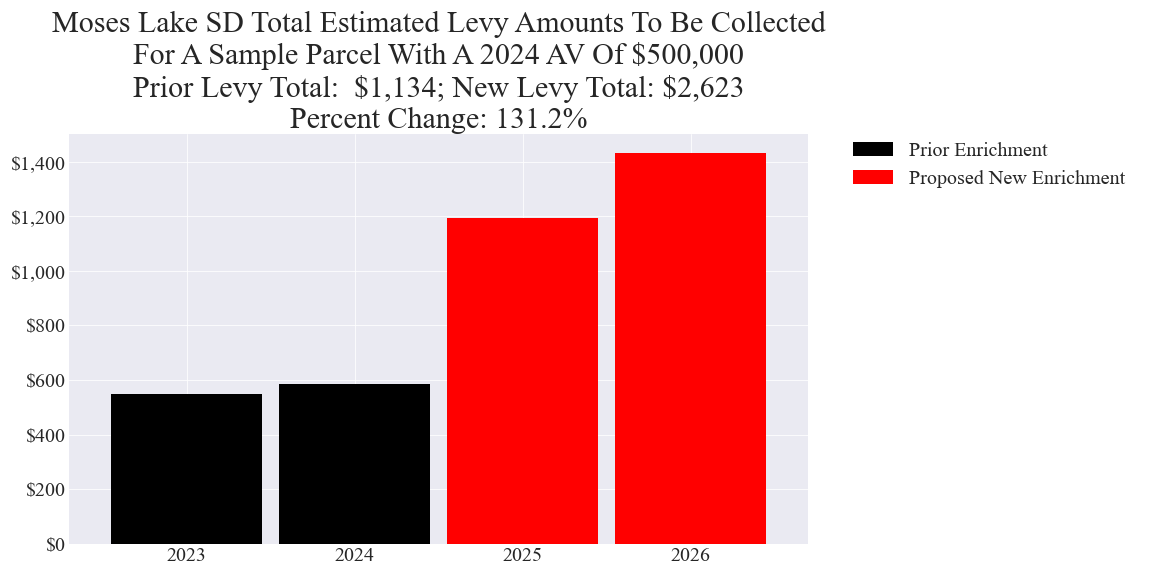 Moses Lake SD Total Estimated Levy Amounts To Be Collected
For A Sample Parcel With A 2024 AV Of $500,000
Prior Levy Total:  $1,134; New Levy Total: $2,623
Percent Change: 131.2%
Prior Enrichment
Proposed New Enrichment
$1,400
$1,200
$1,000
$800
$600
$400
$200
$0
2023 2024 2025 2026